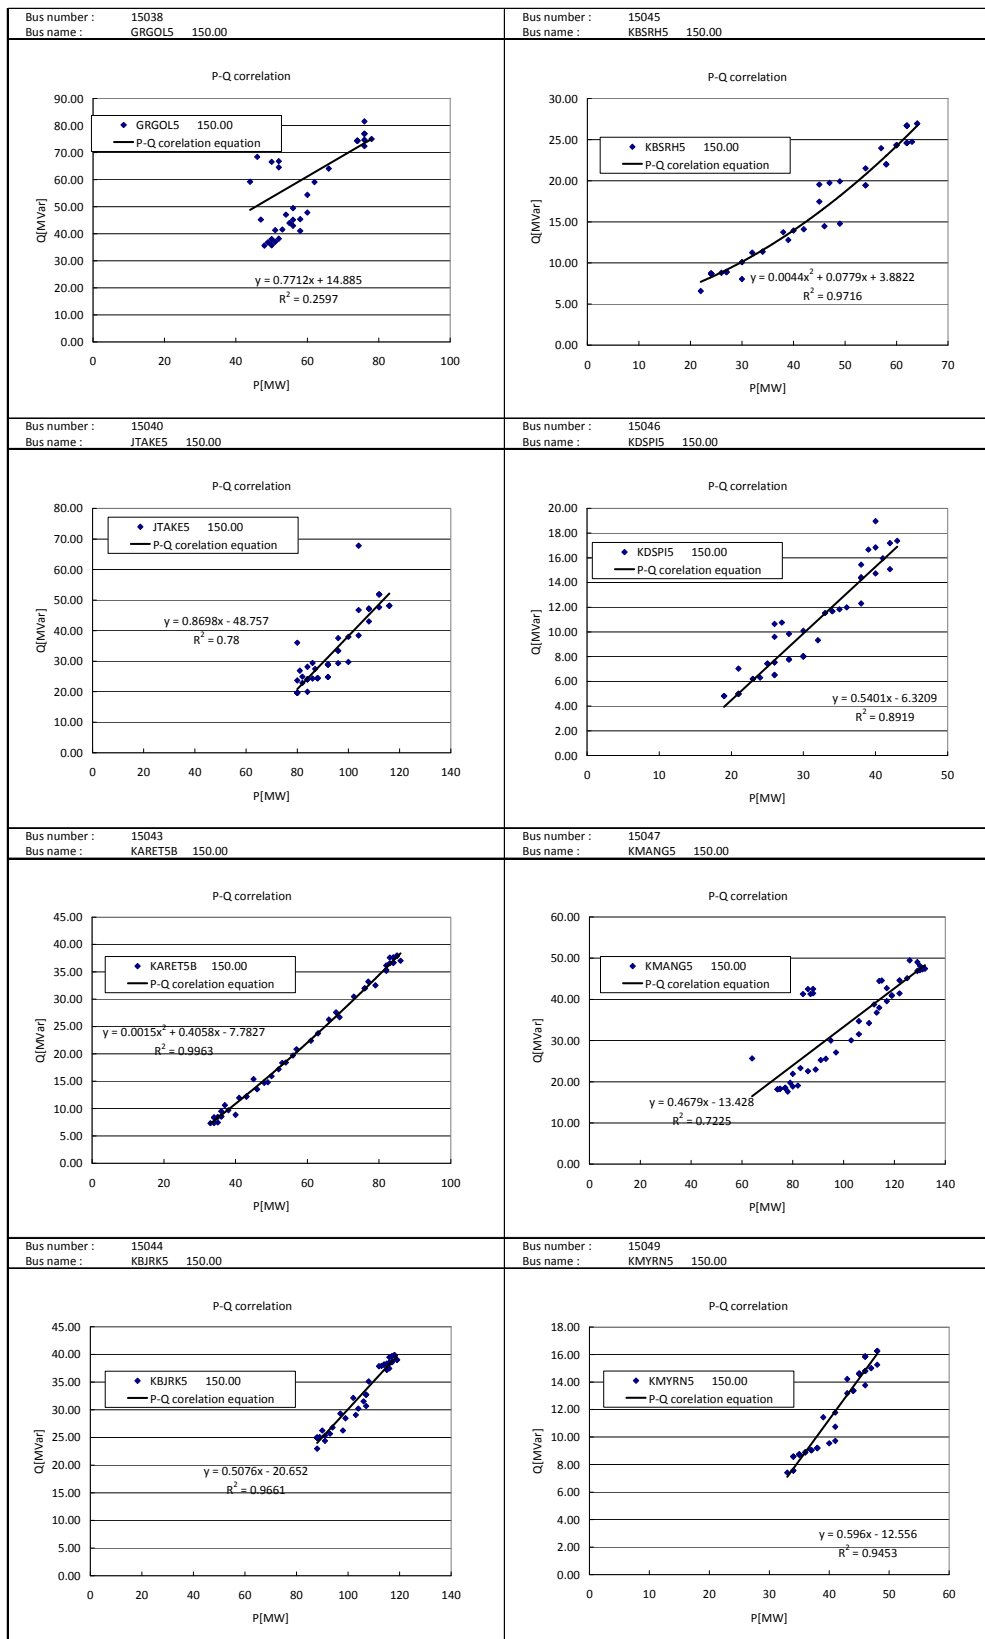 Bus number : 15038
Bus name : GRGOL5 150.00
P-Q correlation
Q[MVar]
90.00
80.00
70.00
60.00
50.00
40.00
30.00
20.00
10.00
0.00
GRGOL5 150.00
P-Q corelation equation
y = 0.7712x + 14.885
R² = 0.2597
0 20 40 60 80 100
P[MW]
Bus number : 15045
Bus name : KBSRH5 150.00
P-Q correlation
Q[MVar]
30.00
25.00
20.00
15.00
10.00
5.00
0.00
KBSRH5 150.00
P-Q corelation equation
y = 0.0044x² + 0.0779x + 3.8822
R² = 0.9716
0 10 20 30 40 50 60 70
P[MW]
Bus number : 15040
Bus name : JTAKE5 150.00
P-Q correlation
Q[MVar]
80.00
70.00
60.00
50.00
40.00
30.00
20.00
10.00
0.00
JTAKE5 150.00
P-Q corelation equation
y = 0.8698x - 48.757
R² = 0.78
0 20 40 60 80 100 120 140
P[MW]
Bus number : 15046
Bus name : KDSPI5 150.00
P-Q correlation
Q[MVar]
20.00
18.00
16.00
14.00
12.00
10.00
8.00
6.00
4.00
2.00
0.00
KDSPI5 150.00
P-Q corelation equation
y = 0.5401x - 6.3209
R² = 0.8919
0 10 20 30 40 50
P[MW]
Bus number : 15043
Bus name : KARET5B 150.00
P-Q correlation
Q[MVar]
45.00
40.00
35.00
30.00
25.00
20.00
15.00
10.00
5.00
0.00
KARET5B 150.00
P-Q corelation equation
y = 0.0015x² + 0.4058x - 7.7827
R² = 0.9963
0 20 40 60 80 100
P[MW]
Bus number : 15047
Bus name : KMANG5 150.00
P-Q correlation
Q[MVar]
60.00
50.00
40.00
30.00
20.00
10.00
0.00
KMANG5 150.00
P-Q corelation equation
y = 0.4679x - 13.428
R² = 0.7225
0 20 40 60 80 100 120 140
P[MW]
Bus number : 15044
Bus name : KBJRK5 150.00
P-Q correlation
Q[MVar]
45.00
40.00
35.00
30.00
25.00
20.00
15.00
10.00
5.00
0.00
KBJRK5 150.00
P-Q corelation equation
y = 0.5076x - 20.652
R² = 0.9661
0 20 40 60 80 100 120 140
P[MW]
Bus number : 15049
Bus name : KMYRN5 150.00
P-Q correlation
Q[MVar]
18.00
16.00
14.00
12.00
10.00
8.00
6.00
4.00
2.00
0.00
KMYRN5 150.00
P-Q corelation equation
y = 0.596x - 12.556
R² = 0.9453
0 10 20 30 40 50 60
P[MW]